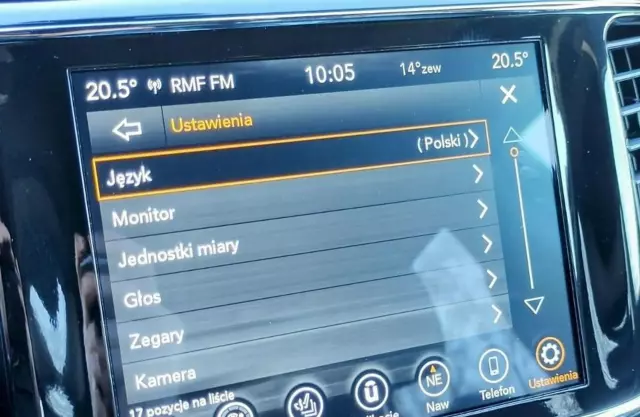 20.5° RMF FM 10:05 14°zew 20.5°
Ustawienia
Język (Polski)
Monitor
Jednostki miary
Głos
Zegary
Kamera
17 pozycje na liście
NE
Naw Telefon Ustawienia